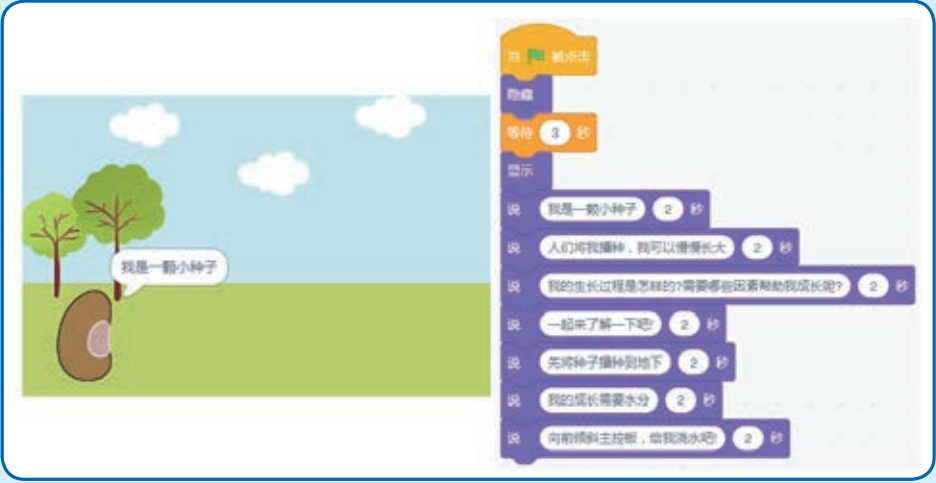 我是一颗小种子
当 被点击
隐藏
等待 3 秒
显示
说 我是一颗小种子 2 秒
说 人们将我播种，我可以慢慢长大 2 秒
说 我的生长过程是怎样的?需要哪些因素帮助我成长呢? 2 秒
说 一起来了解一下吧! 2 秒
说 先将种子播种到地下 2 秒
说 我的成长需要水分 2 秒
说 向前倾斜主控板，给我浇水吧! 2 秒